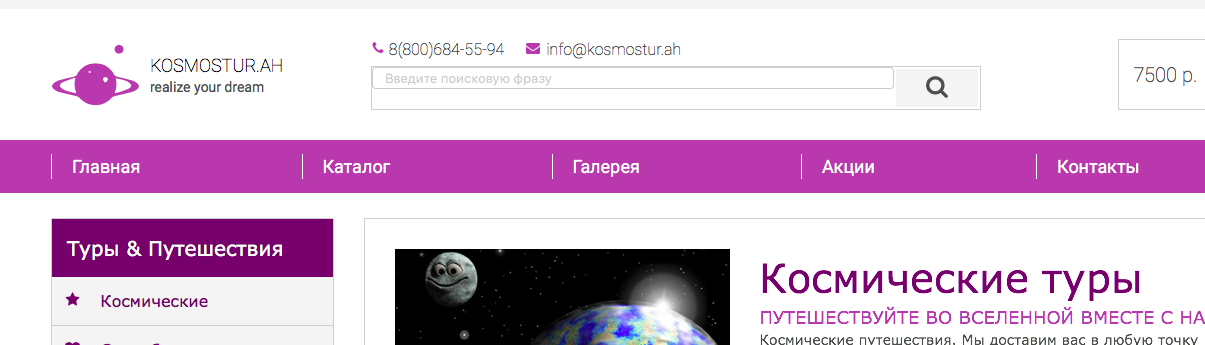 8(800)684-55-94 info@kosmostur.ah
KOSMOSTUR.AH
realize your dream
Введите поисковую фразу
7500 р.
Главная Каталог Галерея Акции Контакты
Туры & Путешествия
Космические
Космические туры
ПУТЕШЕСТВУЙТЕ ВО ВСЕЛЕННОЙ ВМЕСТЕ С НА
Космические путешествия. Мы доставим вас в любую точку